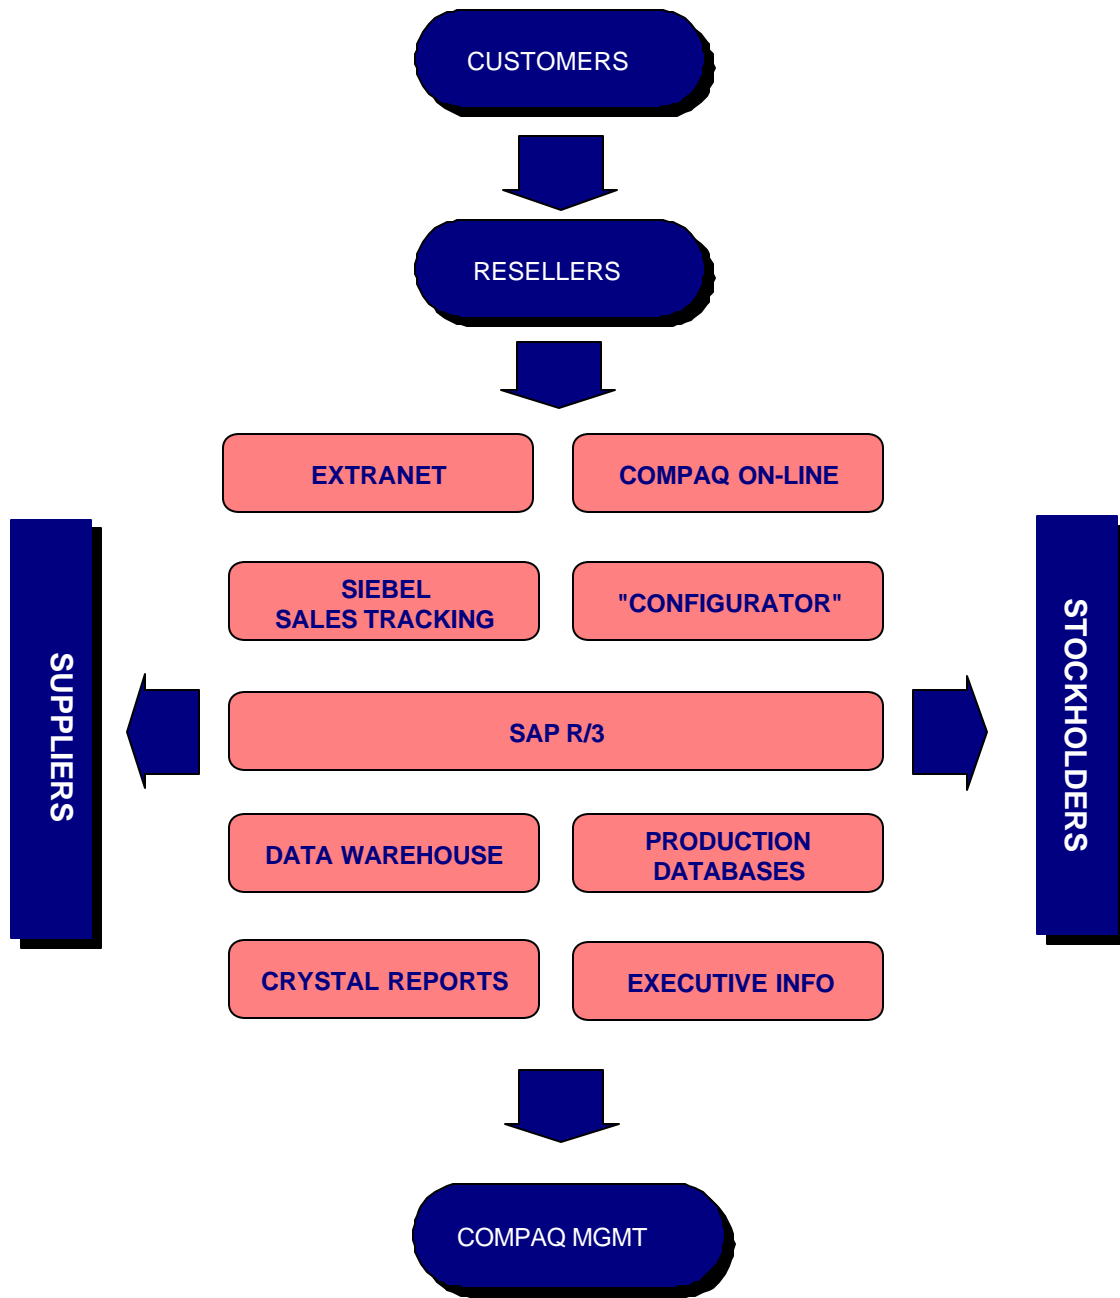 CUSTOMERS
RESELLERS
EXTRANET
COMPAQ ON-LINE
SIEBEL
SALES TRACKING
"CONFIGURATOR"
SUPPLIERS
SAP R/3
STOCKHOLDERS
DATA WAREHOUSE
PRODUCTION
DATABASES
CRYSTAL REPORTS
EXECUTIVE INFO
COMPAQ MGMT